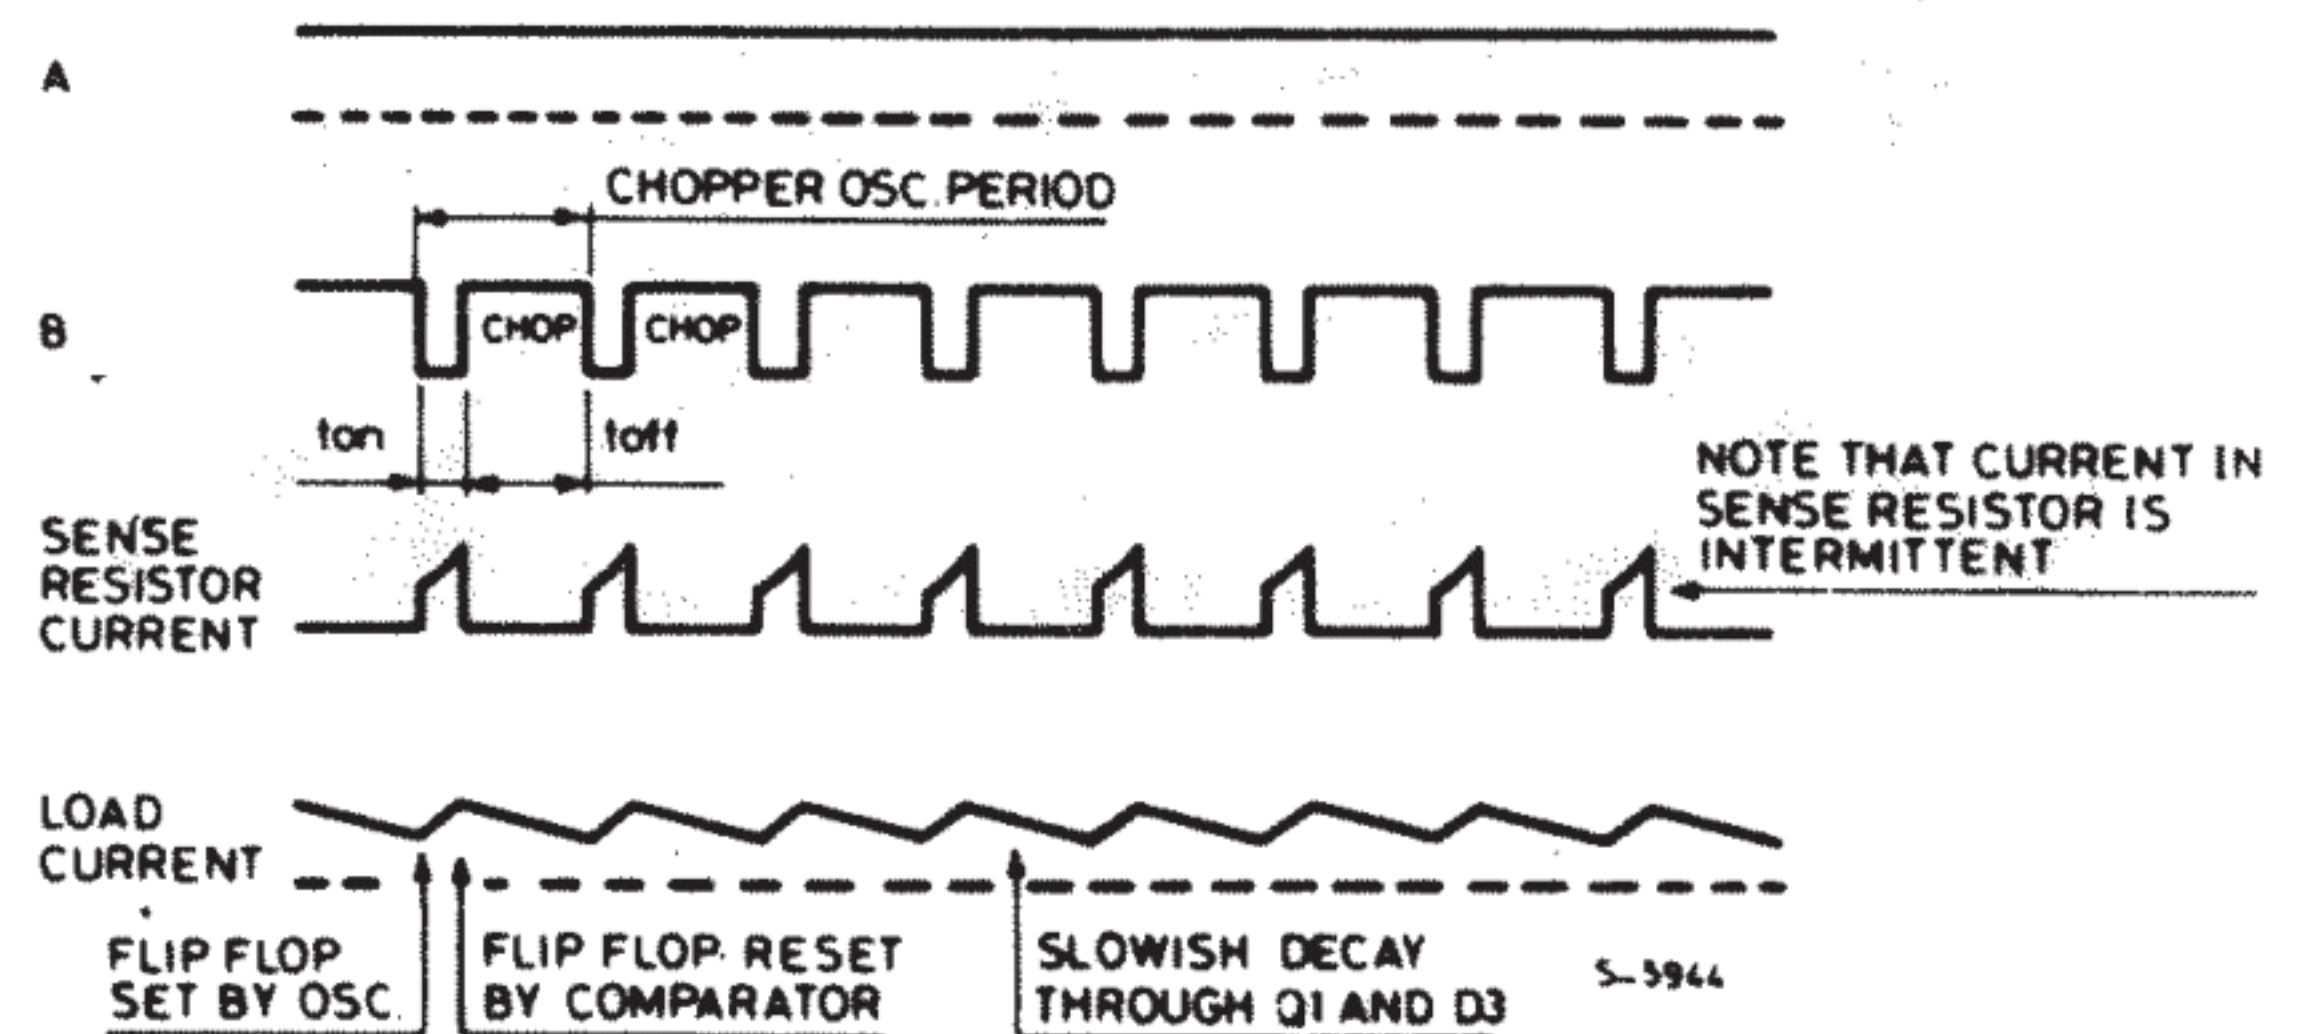 A
CHOPPER OSC. PERIOD
B
CHOP
CHOP
ton
toff
NOTE THAT CURRENT IN
SENSE RESISTOR IS
INTERMITTENT
SENSE
RESISTOR
CURRENT
LOAD
CURRENT
FLIP FLOP
SET BY OSC.
FLIP FLOP RESET
BY COMPARATOR
SLOWISH DECAY
THROUGH Q1 AND D3
S-5944